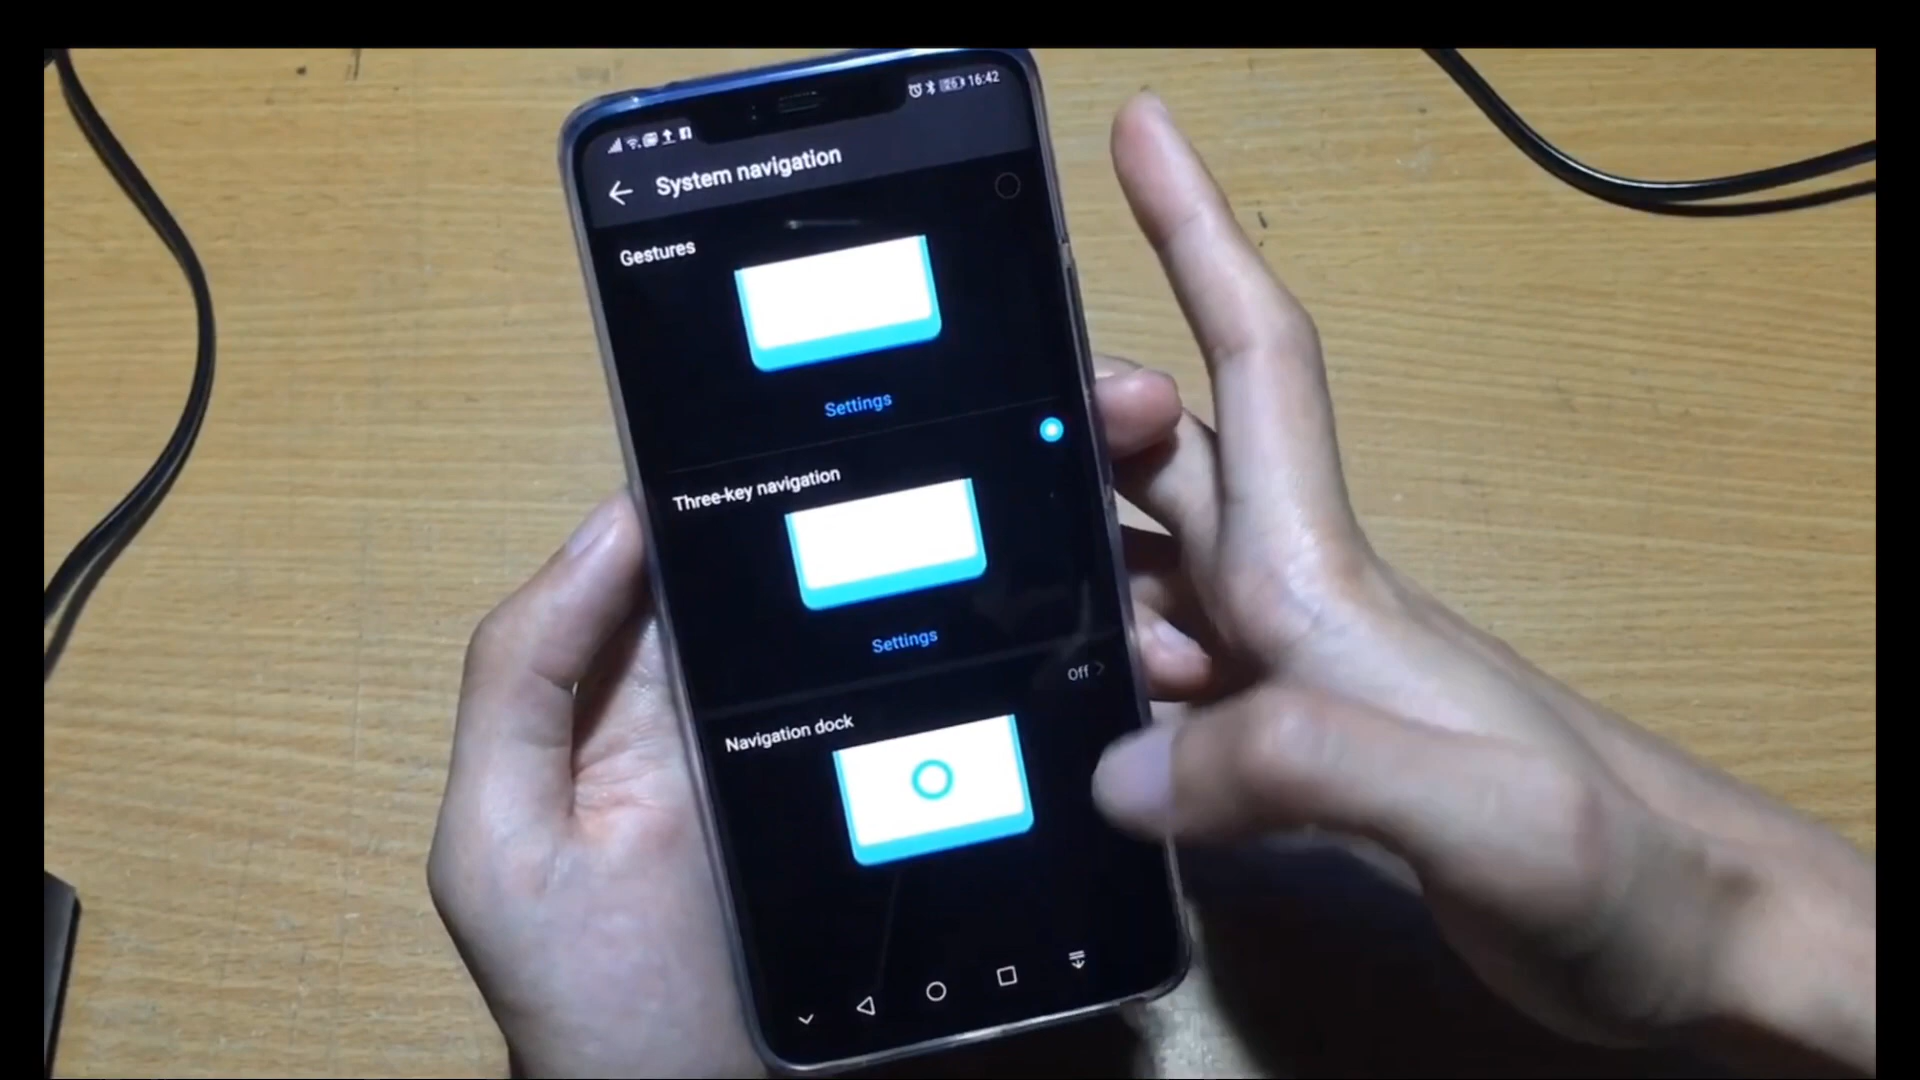 16:42
System navigation
Gestures
Settings
Three-key navigation
Settings
Off
Navigation dock